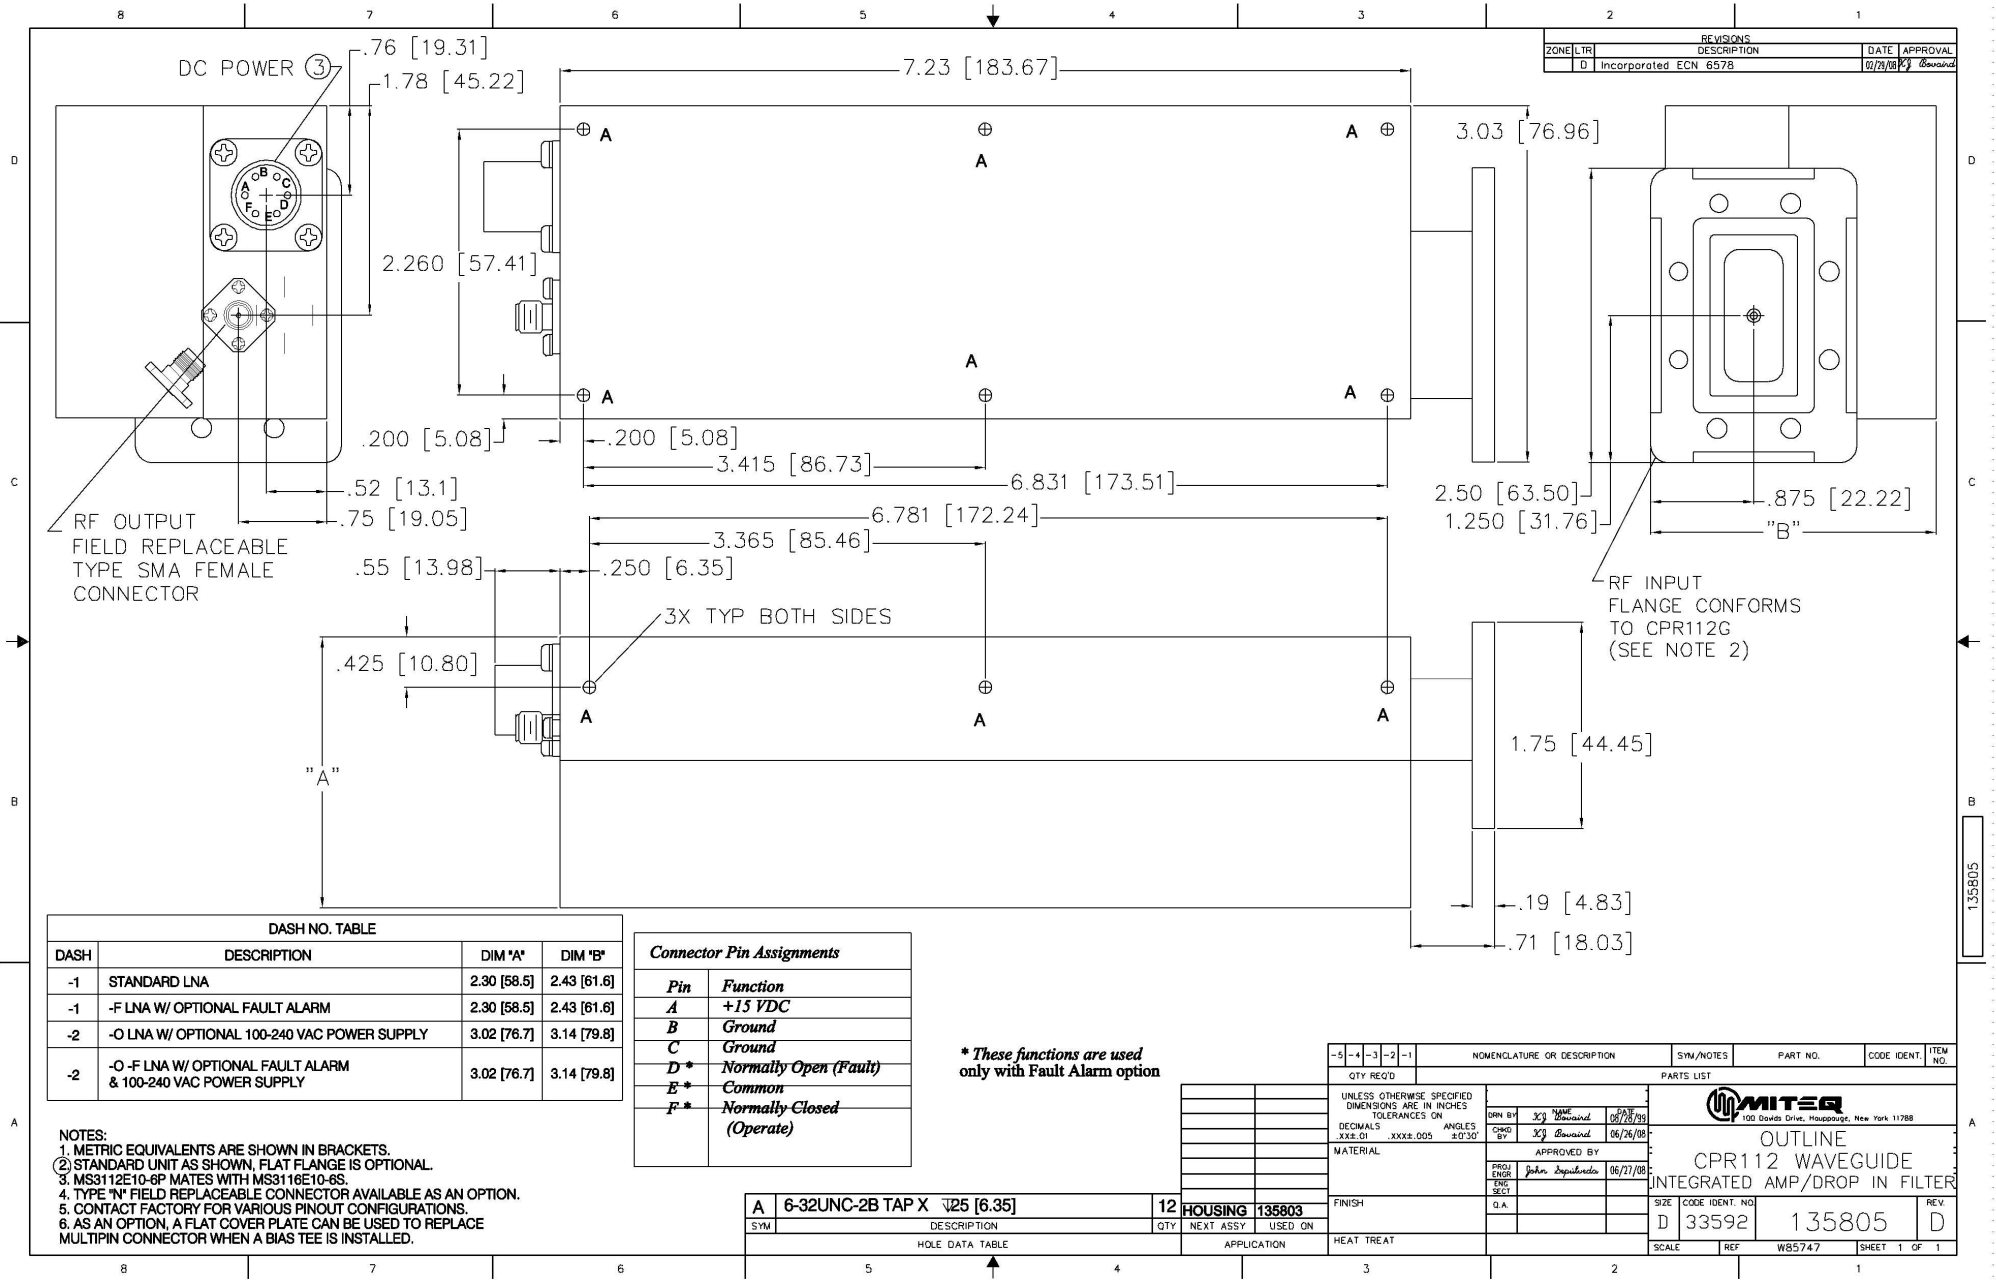 8 7 6 5 4 3 2 1
REVISIONS
ZONE LTR DESCRIPTION DATE APPROVAL
D Incorporated ECN 6578 02/29/08 KJ Bovaird
DC POWER 3
.76 [19.31]
1.78 [45.22]
7.23 [183.67]
3.03 [76.96]
D
D
A
A
A
B
C
A
D
F
E
2.260 [57.41]
A
A
A
.200 [5.08]
.200 [5.08]
3.415 [86.73]
6.831 [173.51]
C
C
.52 [13.1]
.75 [19.05]
2.50 [63.50]
1.250 [31.76]
.875 [22.22]
"B"
RF OUTPUT
FIELD REPLACEABLE
TYPE SMA FEMALE
CONNECTOR
6.781 [172.24]
3.365 [85.46]
.55 [13.98]
.250 [6.35]
3X TYP BOTH SIDES
RF INPUT
FLANGE CONFORMS
TO CPR112G
(SEE NOTE 2)
.425 [10.80]
A
A
A
"A"
1.75 [44.45]
B
B
.19 [4.83]
.71 [18.03]
135805
DASH NO. TABLE
DASH DESCRIPTION DIM "A" DIM "B"
-1 STANDARD LNA 2.30 [58.5] 2.43 [61.6]
-1 -F LNA W/ OPTIONAL FAULT ALARM 2.30 [58.5] 2.43 [61.6]
-2 -O LNA W/ OPTIONAL 100-240 VAC POWER SUPPLY 3.02 [76.7] 3.14 [79.8]
-2 -O -F LNA W/ OPTIONAL FAULT ALARM
& 100-240 VAC POWER SUPPLY 3.02 [76.7] 3.14 [79.8]
Connector Pin Assignments
Pin Function
A +15 VDC
B Ground
C Ground
D * Normally Open (Fault)
E * Common
F * Normally Closed
(Operate)
* These functions are used
only with Fault Alarm option
A
A
NOTES:
1. METRIC EQUIVALENTS ARE SHOWN IN BRACKETS.
2. STANDARD UNIT AS SHOWN, FLAT FLANGE IS OPTIONAL.
3. MS3112E10-6P MATES WITH MS3116E10-6S.
4. TYPE "N" FIELD REPLACEABLE CONNECTOR AVAILABLE AS AN OPTION.
5. CONTACT FACTORY FOR VARIOUS PINOUT CONFIGURATIONS.
6. AS AN OPTION, A FLAT COVER PLATE CAN BE USED TO REPLACE
MULTIPIN CONNECTOR WHEN A BIAS TEE IS INSTALLED.
A 6-32UNC-2B TAP X ↧.25 [6.35] 12
SYM DESCRIPTION QTY
HOLE DATA TABLE
HOUSING 135803
NEXT ASSY USED ON
APPLICATION
-5 -4 -3 -2 -1 NOMENCLATURE OR DESCRIPTION SYM/NOTES PART NO. CODE IDENT. ITEM NO.
QTY REQ'D PARTS LIST
UNLESS OTHERWISE SPECIFIED
DIMENSIONS ARE IN INCHES
TOLERANCES ON
DECIMALS ANGLES
.XX±.01 .XXX±.005 ±0°30'
MATERIAL
FINISH
HEAT TREAT
NAME DATE
DRN BY KJ Bovaird 08/26/99
CHKD BY KJ Bovaird 06/26/08
APPROVED BY
PROJ ENGR John Sepulveda 06/27/08
ENG SECT
Q.A.
MITEQ
100 Davids Drive, Hauppauge, New York 11788
OUTLINE
CPR112 WAVEGUIDE
INTEGRATED AMP/DROP IN FILTER
SIZE CODE IDENT. NO. REV.
D 33592 135805 D
SCALE REF W85747 SHEET 1 OF 1
8 7 6 5 4 3 2 1